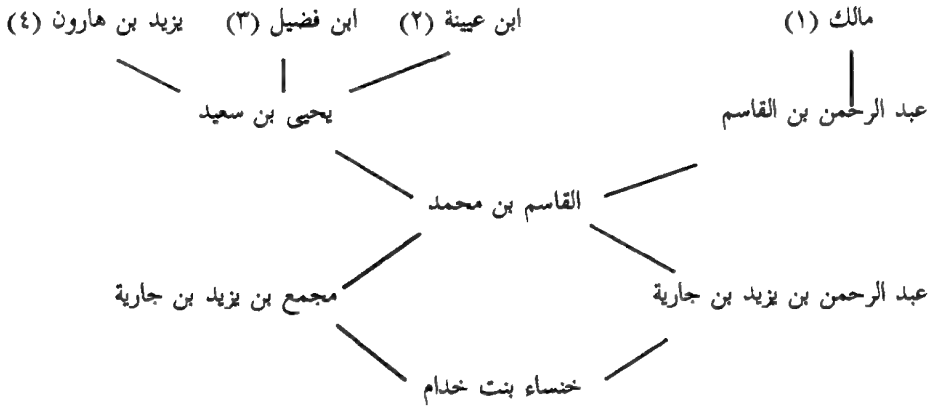 مالك (١) ابن عيينة (٢) ابن فضيل (٣) يزيد بن هارون (٤)
عبد الرحمن بن القاسم يحيى بن سعيد
القاسم بن محمد
عبد الرحمن بن يزيد بن جارية مجمع بن يزيد بن جارية
خنساء بنت خدام